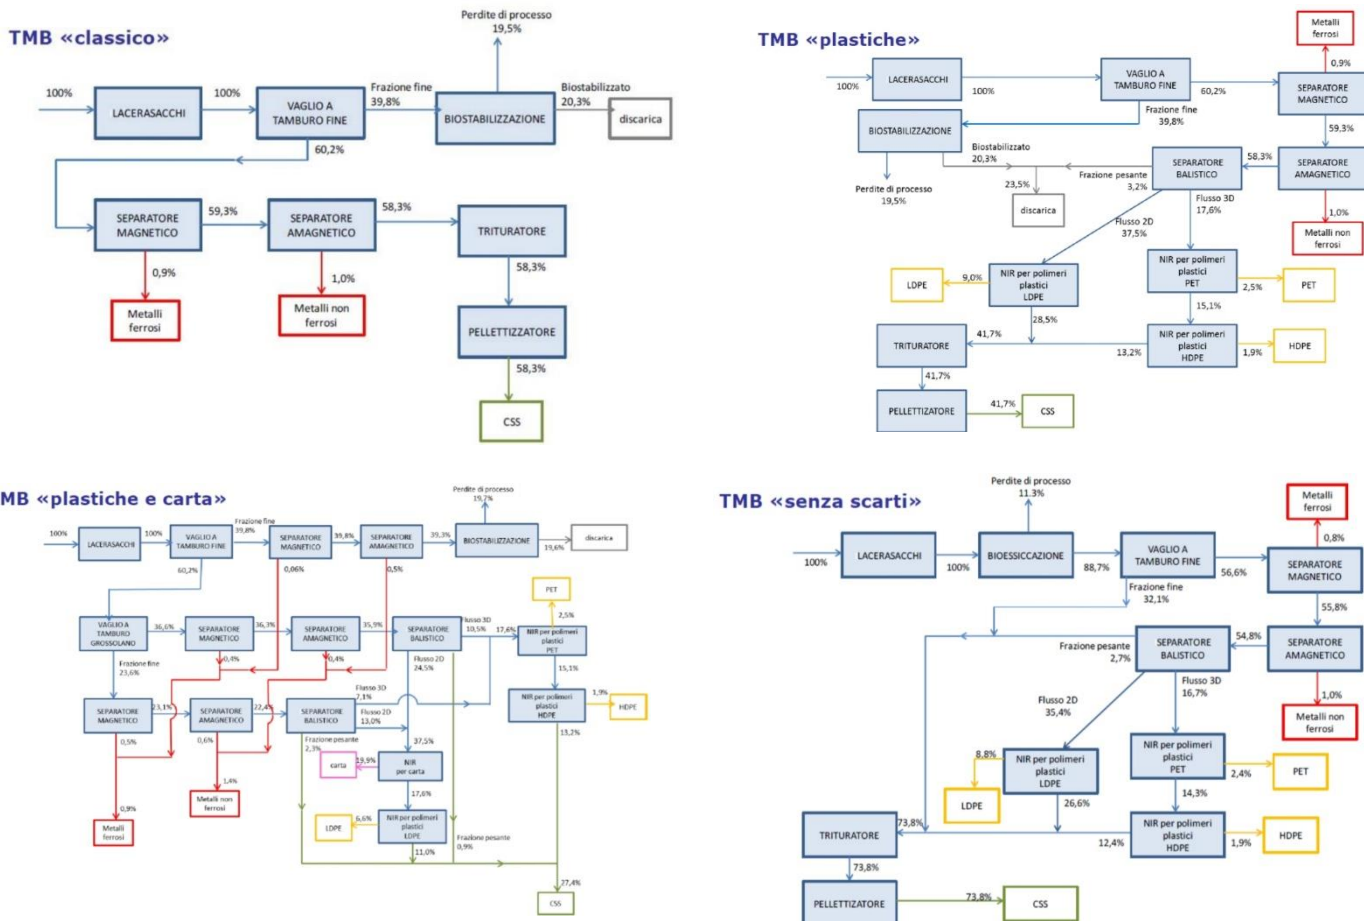 TMB «classico»
Perdite di processo
19,5%
100%
LACERASACCHI
100%
VAGLIO A
TAMBURO FINE
Frazione fine
39,8%
BIOSTABILIZZAZIONE
Biostabilizzato
20,3%
discarica
60,2%
SEPARATORE
MAGNETICO
59,3%
SEPARATORE
AMAGNETICO
58,3%
TRITURATORE
0,9%
1,0%
58,3%
Metalli
ferrosi
Metalli non
ferrosi
PELLETTIZZATORE
58,3%
CSS
TMB «plastiche»
Metalli
ferrosi
0,9%
100%
LACERASACCHI
100%
VAGLIO A
TAMBURO FINE
60,2%
SEPARATORE
MAGNETICO
Frazione fine
39,8%
BIOSTABILIZZAZIONE
59,3%
Biostabilizzato
20,3%
SEPARATORE
BALISTICO
58,3%
SEPARATORE
AMAGNETICO
Frazione pesante
3,2%
Perdite di processo
19,5%
23,5%
discarica
Flusso 3D
17,6%
Flusso 2D
37,5%
1,0%
Metalli non
ferrosi
LDPE
9,0%
NIR per polimeri
plastici
LDPE
NIR per polimeri
plastici
PET
2,5%
PET
28,5%
15,1%
TRITURATORE
41,7%
13,2%
NIR per polimeri
plastici
HDPE
1,9%
HDPE
41,7%
PELLETTIZATORE
41,7%
CSS
MB «plastiche e carta»
Perdite di processo
19,7%
100%
LACERASACCHI
100%
VAGLIO A
TAMBURO FINE
Frazione fine
39,8%
SEPARATORE
MAGNETICO
39,8%
SEPARATORE
AMAGNETICO
39,3%
BIOSTABILIZZAZIONE
19,6%
discarica
60,2%
0,06%
0,5%
PET
2,5%
VAGLIO A
TAMBURO
GROSSOLANO
36,6%
SEPARATORE
MAGNETICO
36,3%
SEPARATORE
AMAGNETICO
35,9%
SEPARATORE
BALISTICO
Flusso 3D
10,5%
17,6%
NIR per polimeri
plastici
PET
Frazione fine
23,6%
0,4%
0,4%
Flusso 2D
24,5%
15,1%
SEPARATORE
MAGNETICO
23,1%
SEPARATORE
AMAGNETICO
22,4%
SEPARATORE
BALISTICO
Flusso 3D
7,1%
Flusso 2D
13,0%
NIR per polimeri
plastici
HDPE
1,9%
HDPE
0,5%
0,6%
Frazione pesante
2,3%
37,5%
13,2%
carta
19,9%
NIR
per carta
1,4%
Metalli non
ferrosi
17,6%
0,9%
Metalli
ferrosi
LDPE
6,6%
NIR per polimeri
plastici
LDPE
11,0%
Frazione pesante
0,9%
27,4%
CSS
TMB «senza scarti»
Perdite di processo
11.3%
Metalli
ferrosi
0,8%
100%
LACERASACCHI
100%
BIOESSICCAZIONE
88,7%
VAGLIO A
TAMBURO FINE
56,6%
SEPARATORE
MAGNETICO
Frazione fine
32,1%
55,8%
Frazione pesante
2,7%
SEPARATORE
BALISTICO
54,8%
SEPARATORE
AMAGNETICO
Flusso 3D
16,7%
Flusso 2D
35,4%
1,0%
Metalli non
ferrosi
8.8%
NIR per polimeri
plastici
LDPE
NIR per polimeri
plastici
PET
2,4%
PET
LDPE
26,6%
14,3%
TRITURATORE
73,8%
12,4%
NIR per polimeri
plastici
HDPE
1,9%
HDPE
73,8%
PELLETTIZATORE
73,8%
CSS